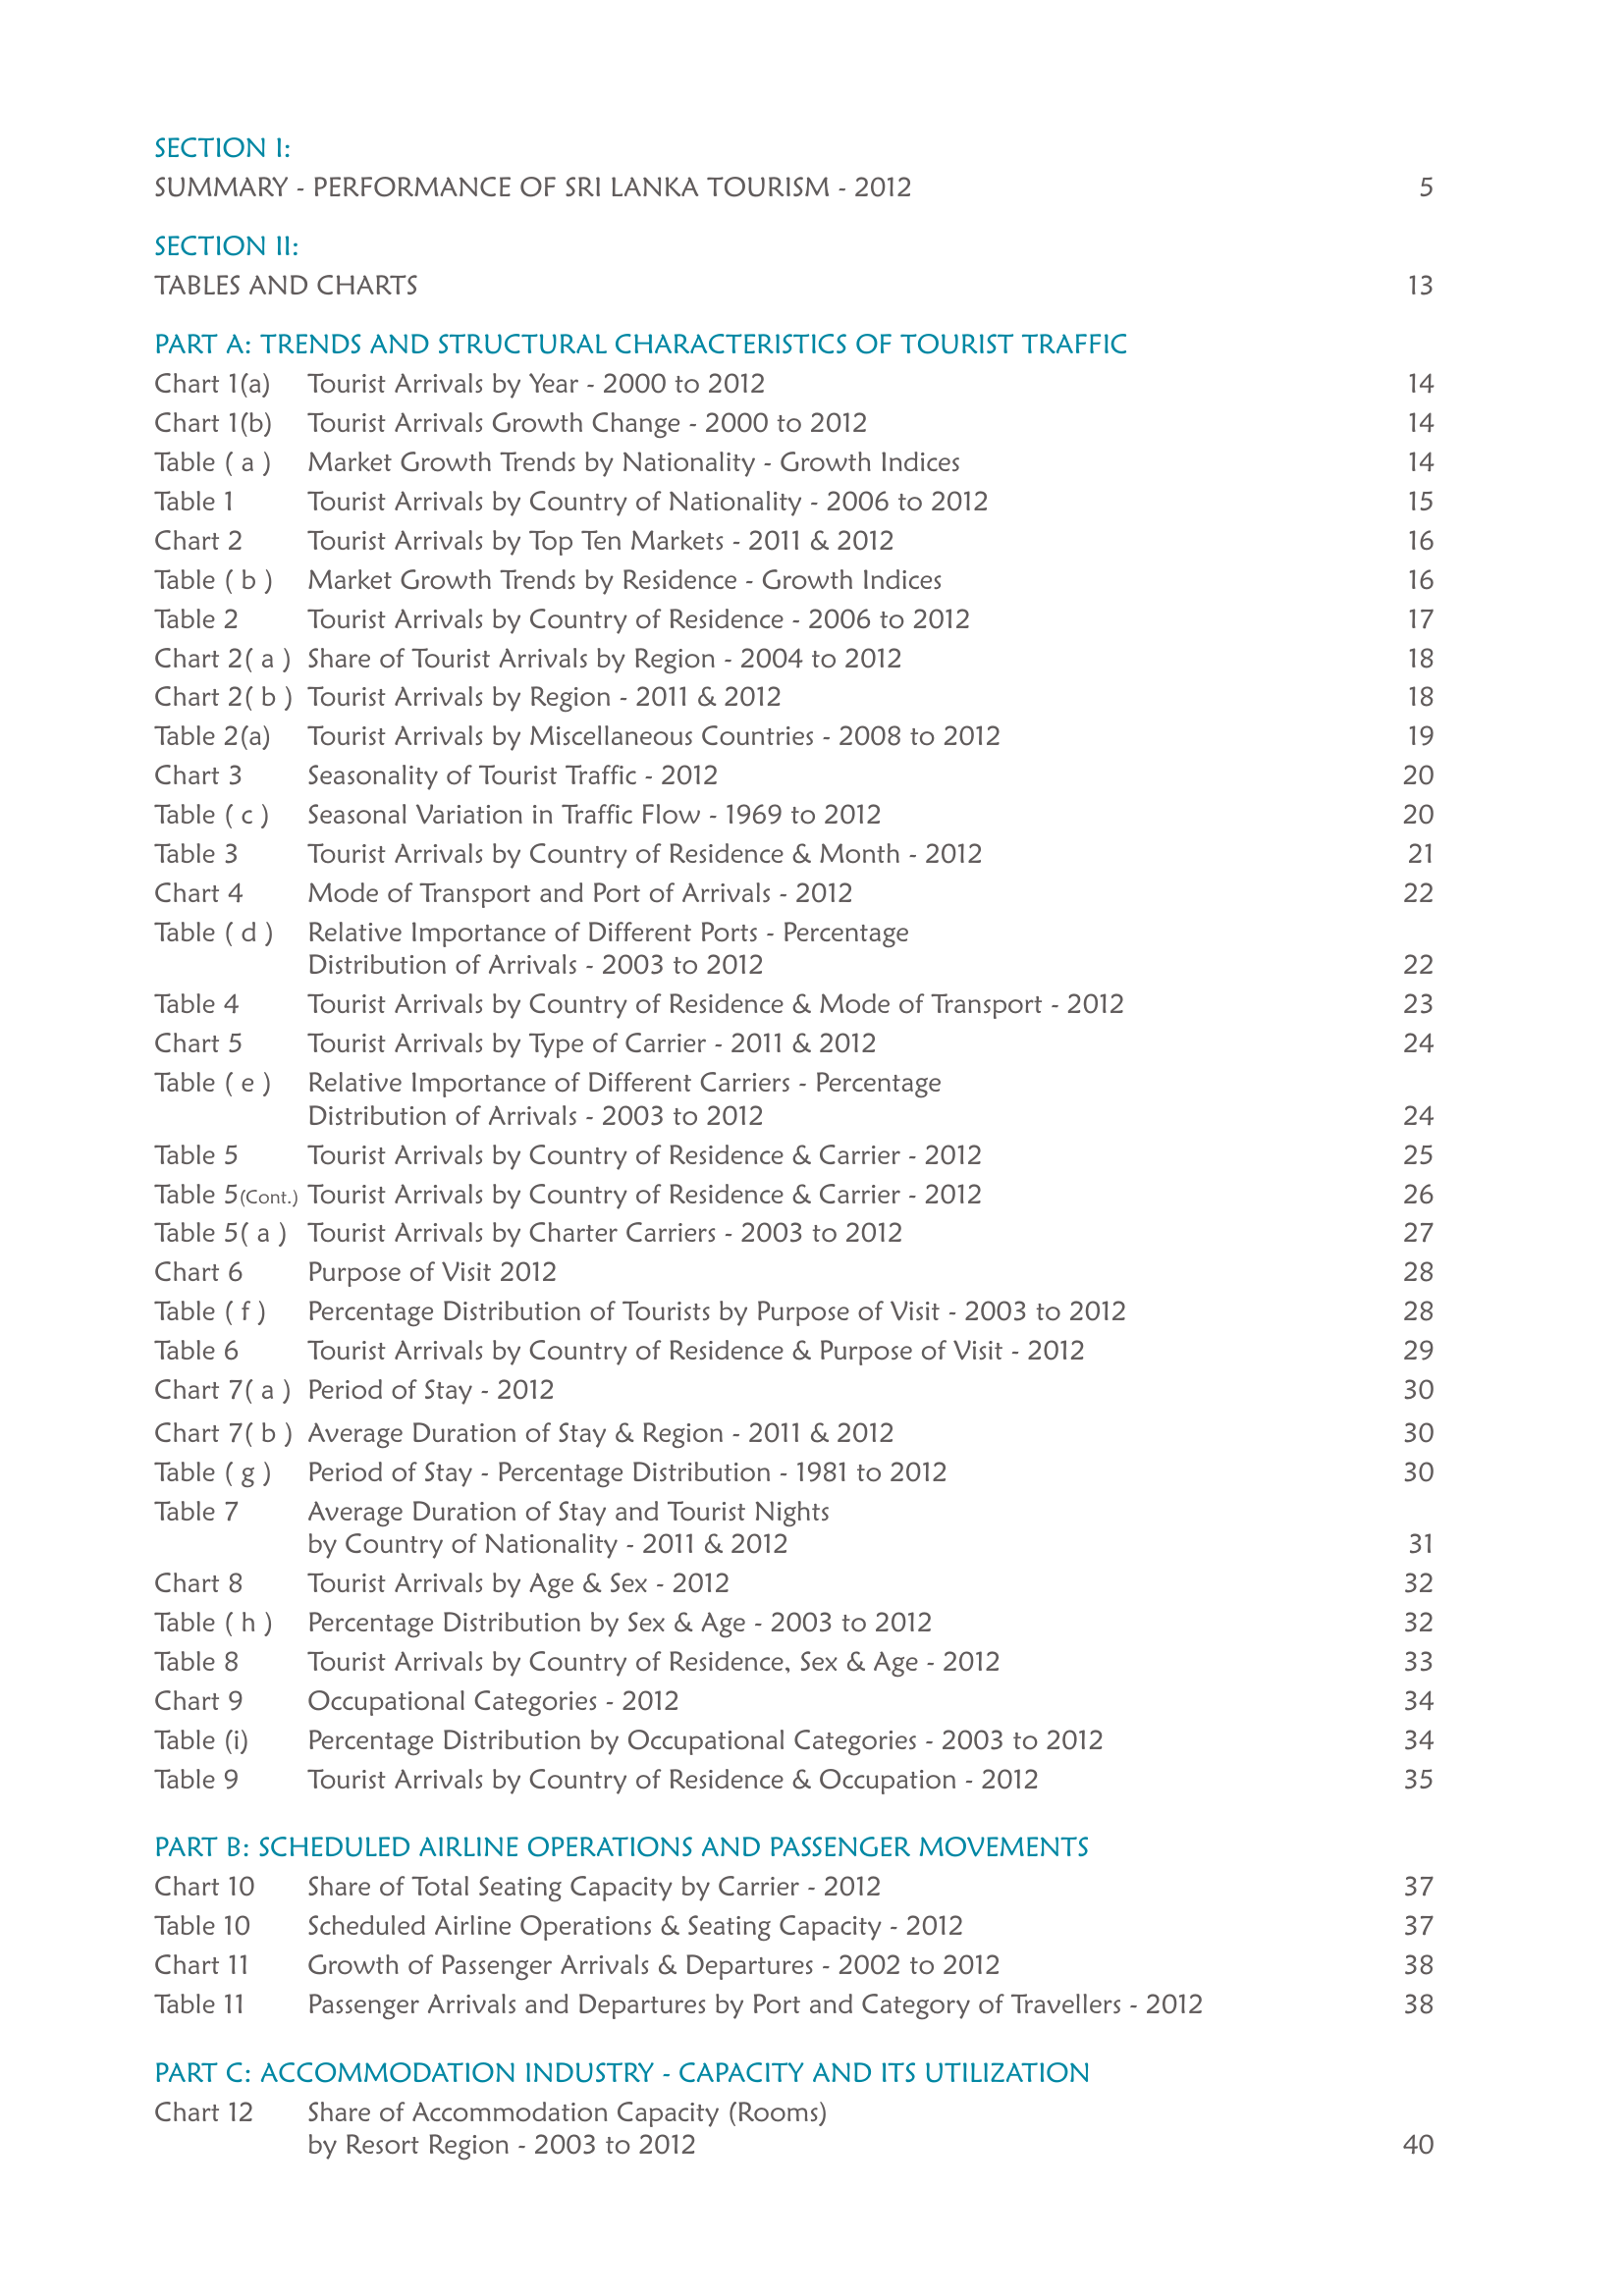 SECTION I:
SUMMARY - PERFORMANCE OF SRI LANKA TOURISM - 2012 5
SECTION II:
TABLES AND CHARTS 13
PART A: TRENDS AND STRUCTURAL CHARACTERISTICS OF TOURIST TRAFFIC
Chart 1(a) Tourist Arrivals by Year - 2000 to 2012 14
Chart 1(b) Tourist Arrivals Growth Change - 2000 to 2012 14
Table ( a ) Market Growth Trends by Nationality - Growth Indices 14
Table 1 Tourist Arrivals by Country of Nationality - 2006 to 2012 15
Chart 2 Tourist Arrivals by Top Ten Markets - 2011 & 2012 16
Table ( b ) Market Growth Trends by Residence - Growth Indices 16
Table 2 Tourist Arrivals by Country of Residence - 2006 to 2012 17
Chart 2( a ) Share of Tourist Arrivals by Region - 2004 to 2012 18
Chart 2( b ) Tourist Arrivals by Region - 2011 & 2012 18
Table 2(a) Tourist Arrivals by Miscellaneous Countries - 2008 to 2012 19
Chart 3 Seasonality of Tourist Traffic - 2012 20
Table ( c ) Seasonal Variation in Traffic Flow - 1969 to 2012 20
Table 3 Tourist Arrivals by Country of Residence & Month - 2012 21
Chart 4 Mode of Transport and Port of Arrivals - 2012 22
Table ( d ) Relative Importance of Different Ports - Percentage
Distribution of Arrivals - 2003 to 2012 22
Table 4 Tourist Arrivals by Country of Residence & Mode of Transport - 2012 23
Chart 5 Tourist Arrivals by Type of Carrier - 2011 & 2012 24
Table ( e ) Relative Importance of Different Carriers - Percentage
Distribution of Arrivals - 2003 to 2012 24
Table 5 Tourist Arrivals by Country of Residence & Carrier - 2012 25
Table 5(Cont.) Tourist Arrivals by Country of Residence & Carrier - 2012 26
Table 5( a ) Tourist Arrivals by Charter Carriers - 2003 to 2012 27
Chart 6 Purpose of Visit 2012 28
Table ( f ) Percentage Distribution of Tourists by Purpose of Visit - 2003 to 2012 28
Table 6 Tourist Arrivals by Country of Residence & Purpose of Visit - 2012 29
Chart 7( a ) Period of Stay - 2012 30
Chart 7( b ) Average Duration of Stay & Region - 2011 & 2012 30
Table ( g ) Period of Stay - Percentage Distribution - 1981 to 2012 30
Table 7 Average Duration of Stay and Tourist Nights
by Country of Nationality - 2011 & 2012 31
Chart 8 Tourist Arrivals by Age & Sex - 2012 32
Table ( h ) Percentage Distribution by Sex & Age - 2003 to 2012 32
Table 8 Tourist Arrivals by Country of Residence, Sex & Age - 2012 33
Chart 9 Occupational Categories - 2012 34
Table (i) Percentage Distribution by Occupational Categories - 2003 to 2012 34
Table 9 Tourist Arrivals by Country of Residence & Occupation - 2012 35
PART B: SCHEDULED AIRLINE OPERATIONS AND PASSENGER MOVEMENTS
Chart 10 Share of Total Seating Capacity by Carrier - 2012 37
Table 10 Scheduled Airline Operations & Seating Capacity - 2012 37
Chart 11 Growth of Passenger Arrivals & Departures - 2002 to 2012 38
Table 11 Passenger Arrivals and Departures by Port and Category of Travellers - 2012 38
PART C: ACCOMMODATION INDUSTRY - CAPACITY AND ITS UTILIZATION
Chart 12 Share of Accommodation Capacity (Rooms)
by Resort Region - 2003 to 2012 40